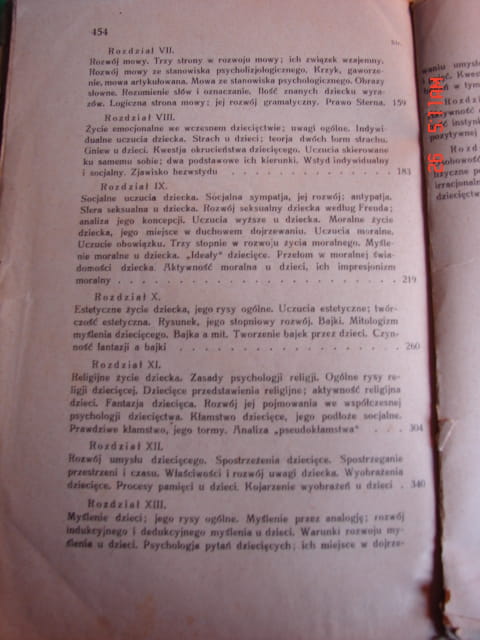 454
Str.
Rozdział VII.
Rozwój mowy. Trzy strony w rozwoju mowy; ich związek wzajemny.
Rozwój mowy ze stanowiska psychofizjologicznego. Krzyk, gaworze-
nie, mowa artykułowana. Mowa ze stanowiska psychologicznego. Obrazy
słowne. Rozumienie słów i oznaczanie. Ilość znanych dziecku wyra-
zów. Logiczna strona mowy; jej rozwój gramatyczny. Prawo Sterna. 159
Rozdział VIII.
Życie emocjonalne we wczesnem dzieciętwie; uwagi ogólne. Indywi-
dualne uczucia dziecka. Strach u dzieci; teorja dwóch form strachu.
Gniew u dzieci. Kwestja okrucieństwa dziecięcego. Uczucia skierowane
ku samemu sobie; dwa podstawowe ich kierunki. Wstyd indywidualny
i socjalny. Zjawisko bezwstydu . . . . . . . . . . 183
Rozdział IX.
Socjalne uczucia dziecka. Socjalna sympatja, jej rozwój; antypatja.
Sfera seksualna u dziecka. Rozwój seksualny dziecka według Freuda;
analiza jego koncepcji. Uczucia wyższe u dziecka. Moralne życie
dziecka, jego miejsce w duchowem dojrzewaniu. Uczucia moralne.
Uczucie obowiązku. Trzy stopnie w rozwoju życia moralnego. Myśle-
nie moralne u dziecka. „Ideały" dziecięce. Przełom w moralnej świa-
domości dziecka. Aktywność moralna u dzieci, ich impresjonizm
moralny . . . . . . . . . . . . . . . . 219
Rozdział X.
Estetyczne życie dziecka, jego rysy ogólne. Uczucia estetyczne; twór-
czość estetyczna. Rysunek, jego stopniowy rozwój. Bajki. Mitologizm
myślenia dziecięcego. Bajka a mit. Tworzenie bajek przez dzieci. Czyn-
ność fantazji a bajki . . . . . . . . . . . . 260
Rozdział XI.
Religijne życie dziecka. Zasady psychologji religji. Ogólne rysy re-
ligji dziecięcej. Dziecięce przedstawienia religijne; aktywność religijna
dzieci. Fantazja dziecięca. Rozwój jej pojmowania we współczesnej
psychologji dzieciętwa. Kłamstwo dziecięce, jego podłoże socjalne.
Prawdziwe kłamstwo, jego formy. Analiza „pseudokłamstwa" . . . 304
Rozdział XII.
Rozwój umysłu dziecięcego. Spostrzeżenia dziecięce. Spostrzeganie
przestrzeni i czasu. Właściwości i rozwój uwagi dziecka. Wyobrażenia
dziecięce. Procesy pamięci u dzieci. Kojarzenie wyobrażeń u dzieci . 340
Rozdział XIII.
Myślenie dzieci; jego rysy ogólne. Myślenie przez analogję; rozwój
indukcyjnego i dedukcyjnego myślenia u dzieci. Warunki rozwoju my-
ślenia u dzieci. Psychologja pytań dziecięcych; ich miejsce w dojrze-
waniu umysł